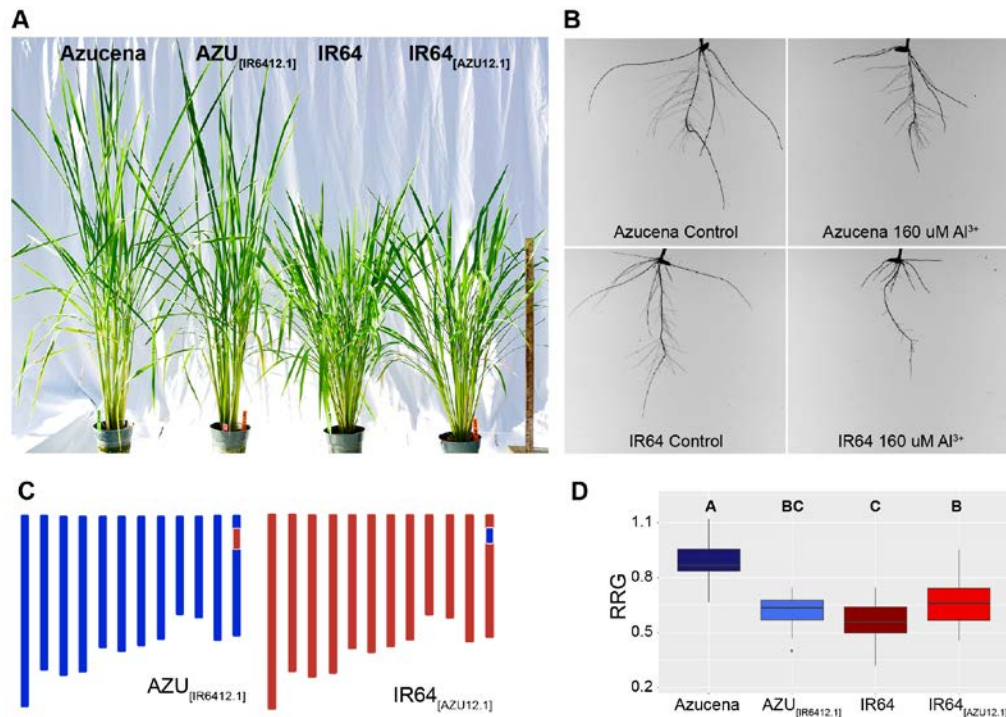 A
Azucena AZU[IR6412.1] IR64 IR64[AZU12.1]
B
Azucena Control
Azucena 160 uM Al³⁺
IR64 Control
IR64 160 uM Al³⁺
C
AZU[IR6412.1]
IR64[AZU12.1]
D
A BC C B
1.1
0.8
0.5
0.2
RRG
Azucena AZU[IR6412.1] IR64 IR64[AZU12.1]